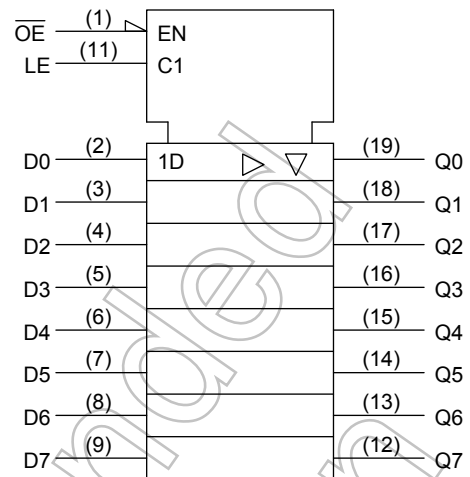 OE (1) EN
LE (11) C1
D0 (2) 1D (19) Q0
D1 (3) (18) Q1
D2 (4) (17) Q2
D3 (5) (16) Q3
D4 (6) (15) Q4
D5 (7) (14) Q5
D6 (8) (13) Q6
D7 (9) (12) Q7